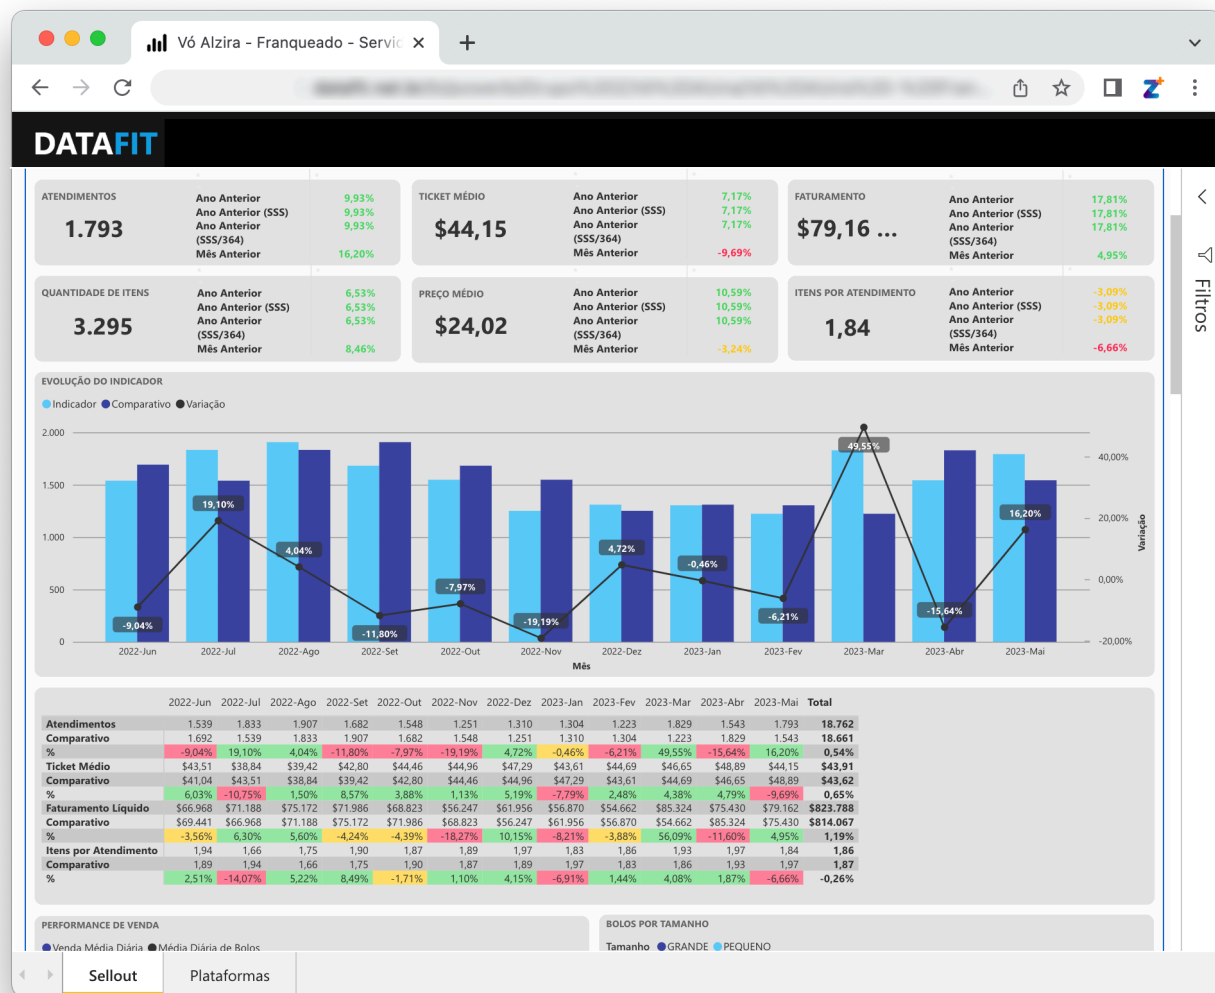 Vó Alzira - Franqueado - Servic
DATAFIT
ATENDIMENTOS
1.793
Ano Anterior 9,93%
Ano Anterior (SSS) 9,93%
Ano Anterior 9,93%
(SSS/364)
Mês Anterior 16,20%
TICKET MÉDIO
$44,15
Ano Anterior 7,17%
Ano Anterior (SSS) 7,17%
Ano Anterior 7,17%
(SSS/364)
Mês Anterior -9,69%
FATURAMENTO
$79,16 ...
Ano Anterior 17,81%
Ano Anterior (SSS) 17,81%
Ano Anterior 17,81%
(SSS/364)
Mês Anterior 4,95%
Filtros
QUANTIDADE DE ITENS
3.295
Ano Anterior 6,53%
Ano Anterior (SSS) 6,53%
Ano Anterior 6,53%
(SSS/364)
Mês Anterior 8,46%
PREÇO MÉDIO
$24,02
Ano Anterior 10,59%
Ano Anterior (SSS) 10,59%
Ano Anterior 10,59%
(SSS/364)
Mês Anterior -3,24%
ITENS POR ATENDIMENTO
1,84
Ano Anterior -3,09%
Ano Anterior (SSS) -3,09%
Ano Anterior -3,09%
(SSS/364)
Mês Anterior -6,66%
EVOLUÇÃO DO INDICADOR
Indicador Comparativo Variação
2.000
1.500
1.000
500
0
-9,04%
19,10%
4,04%
-11,80%
-7,97%
-19,19%
4,72%
-0,46%
-6,21%
49,55%
-15,64%
16,20%
40,00%
20,00%
0,00%
-20,00%
Variação
2022-Jun 2022-Jul 2022-Ago 2022-Set 2022-Out 2022-Nov 2022-Dez 2023-Jan 2023-Fev 2023-Mar 2023-Abr 2023-Mai
Mês
2022-Jun 2022-Jul 2022-Ago 2022-Set 2022-Out 2022-Nov 2022-Dez 2023-Jan 2023-Fev 2023-Mar 2023-Abr 2023-Mai Total
Atendimentos 1.539 1.833 1.907 1.682 1.548 1.251 1.310 1.304 1.223 1.829 1.543 1.793 18.762
Comparativo 1.692 1.539 1.833 1.907 1.682 1.548 1.251 1.310 1.304 1.223 1.829 1.543 18.661
% -9,04% 19,10% 4,04% -11,80% -7,97% -19,19% 4,72% -0,46% -6,21% 49,55% -15,64% 16,20% 0,54%
Ticket Médio $43,51 $38,84 $39,42 $42,80 $44,46 $44,96 $47,29 $43,61 $44,69 $46,65 $48,89 $44,15 $43,91
Comparativo $41,04 $43,51 $38,84 $39,42 $42,80 $44,46 $44,96 $47,29 $43,61 $44,69 $46,65 $48,89 $43,62
% 6,03% -10,75% 1,50% 8,57% 3,88% 1,13% 5,19% -7,79% 2,48% 4,38% 4,79% -9,69% 0,65%
Faturamento Líquido $66.968 $71.188 $75.172 $71.986 $68.823 $56.247 $61.956 $56.870 $54.662 $85.324 $75.430 $79.162 $823.788
Comparativo $69.441 $66.968 $71.188 $75.172 $71.986 $68.823 $56.247 $61.956 $56.870 $54.662 $85.324 $75.430 $814.067
% -3,56% 6,30% 5,60% -4,24% -4,39% -18,27% 10,15% -8,21% -3,88% 56,09% -11,60% 4,95% 1,19%
Itens por Atendimento 1,94 1,66 1,75 1,90 1,87 1,89 1,97 1,83 1,86 1,93 1,97 1,84 1,86
Comparativo 1,89 1,94 1,66 1,75 1,90 1,87 1,89 1,97 1,83 1,86 1,93 1,97 1,87
% 2,51% -14,07% 5,22% 8,49% -1,71% 1,10% 4,15% -6,91% 1,44% 4,08% 1,87% -6,66% -0,26%
PERFORMANCE DE VENDA
Venda Média Diária Média Diária de Bolos
BOLOS POR TAMANHO
Tamanho GRANDE PEQUENO
Sellout Plataformas